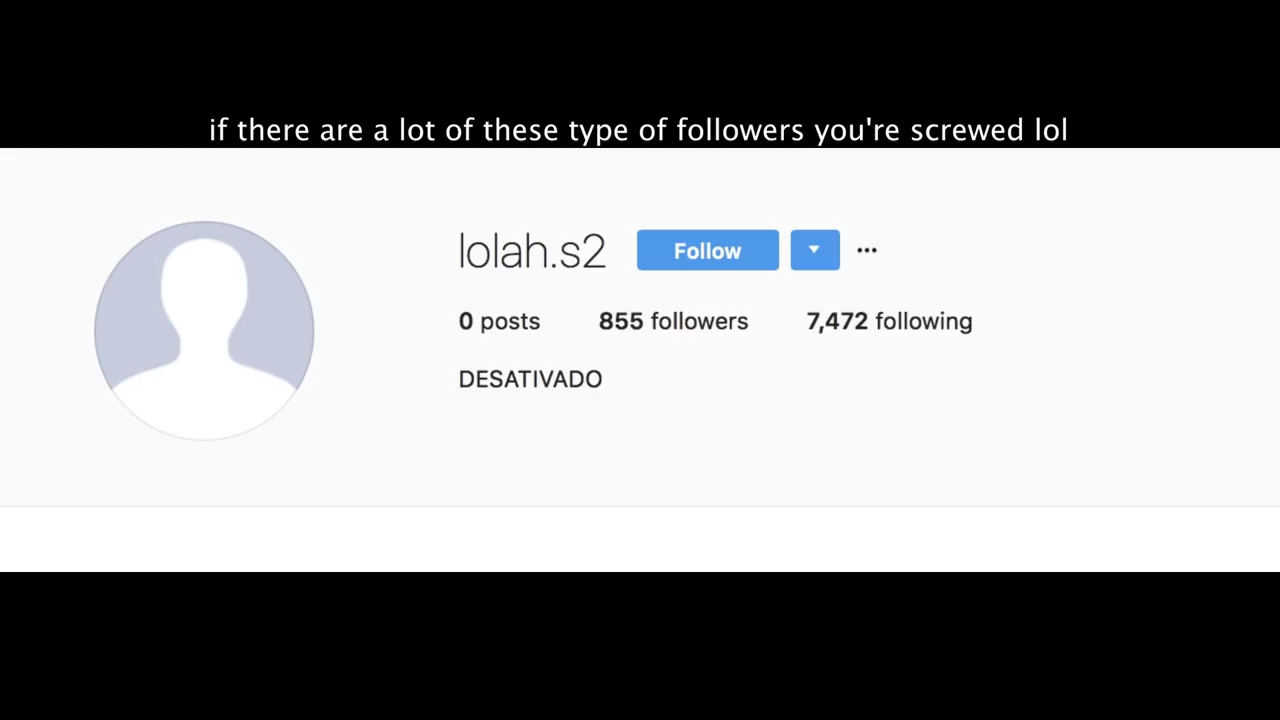 if there are a lot of these type of followers you're screwed lol
lolah.s2 Follow ...
0 posts 855 followers 7,472 following
DESATIVADO